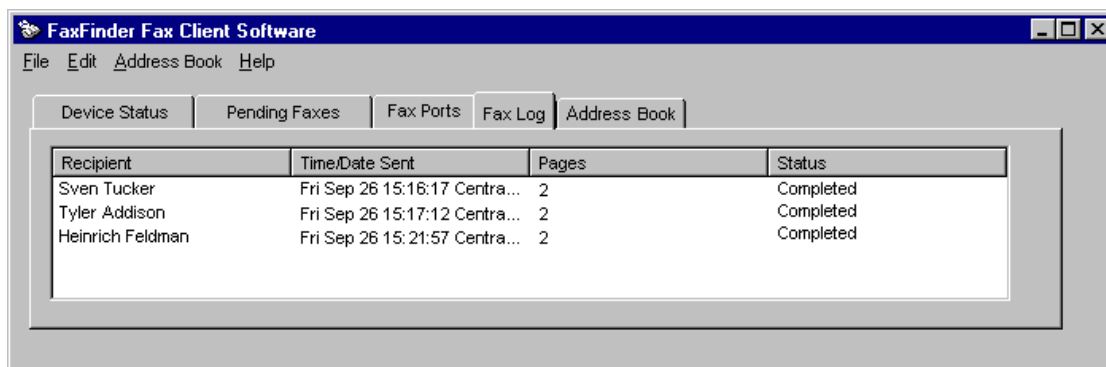 FaxFinder Fax Client Software
File Edit Address Book Help
Device Status Pending Faxes Fax Ports Fax Log Address Book
Recipient Time/Date Sent Pages Status
Sven Tucker Fri Sep 26 15:16:17 Centra... 2 Completed
Tyler Addison Fri Sep 26 15:17:12 Centra... 2 Completed
Heinrich Feldman Fri Sep 26 15:21:57 Centra... 2 Completed